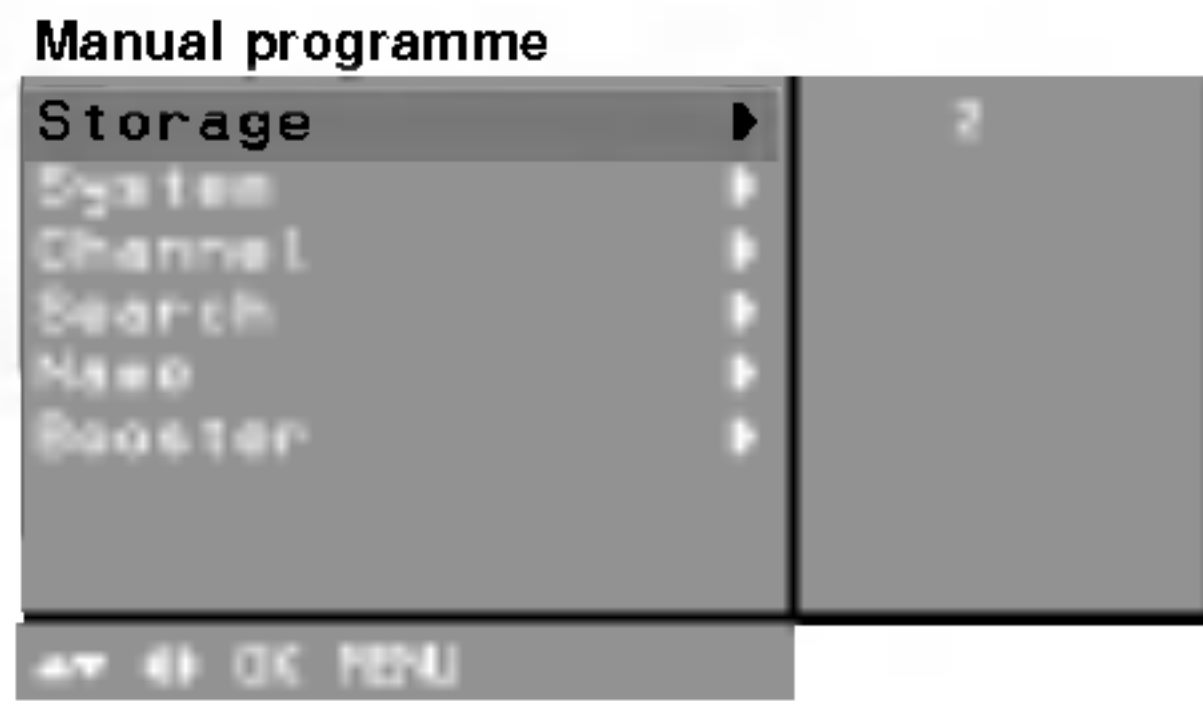 Manual programme
Storage 2
System
Channel
Search
Name
Booster
OK MENU